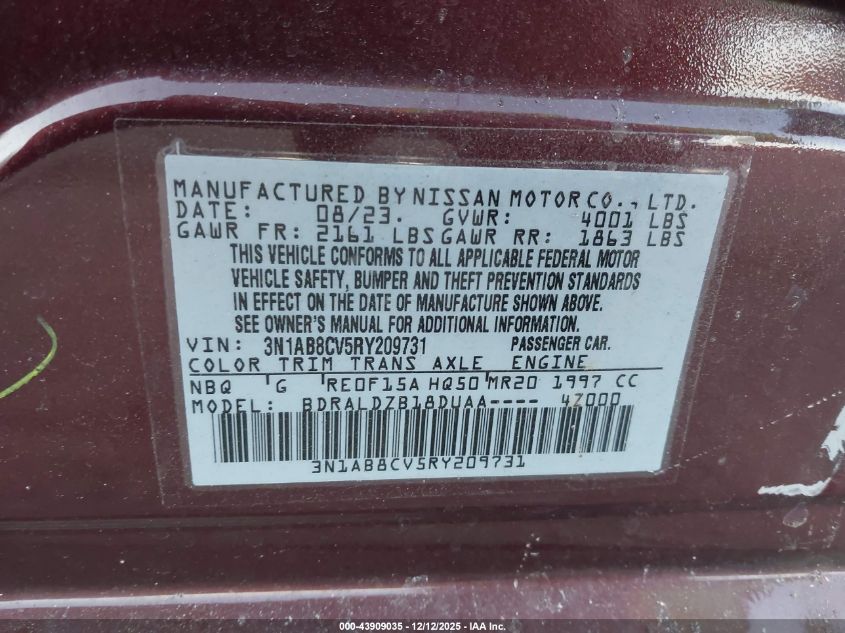 MANUFACTURED BY NISSAN MOTOR CO., LTD.
DATE: 08/23. GVWR: 4001 LBS
GAWR FR: 2161 LBS GAWR RR: 1863 LBS
THIS VEHICLE CONFORMS TO ALL APPLICABLE FEDERAL MOTOR
VEHICLE SAFETY, BUMPER AND THEFT PREVENTION STANDARDS
IN EFFECT ON THE DATE OF MANUFACTURE SHOWN ABOVE.
SEE OWNER'S MANUAL FOR ADDITIONAL INFORMATION.
VIN: 3N1AB8CV5RY209731 PASSENGER CAR.
COLOR TRIM TRANS AXLE ENGINE
NBQ G RE0F15A HQ50 MR20 1997 CC
MODEL: BDRALDZB18DUAA---- 4Z000
3N1AB8CV5RY209731
000-43909035 - 12/12/2025 - IAA Inc.